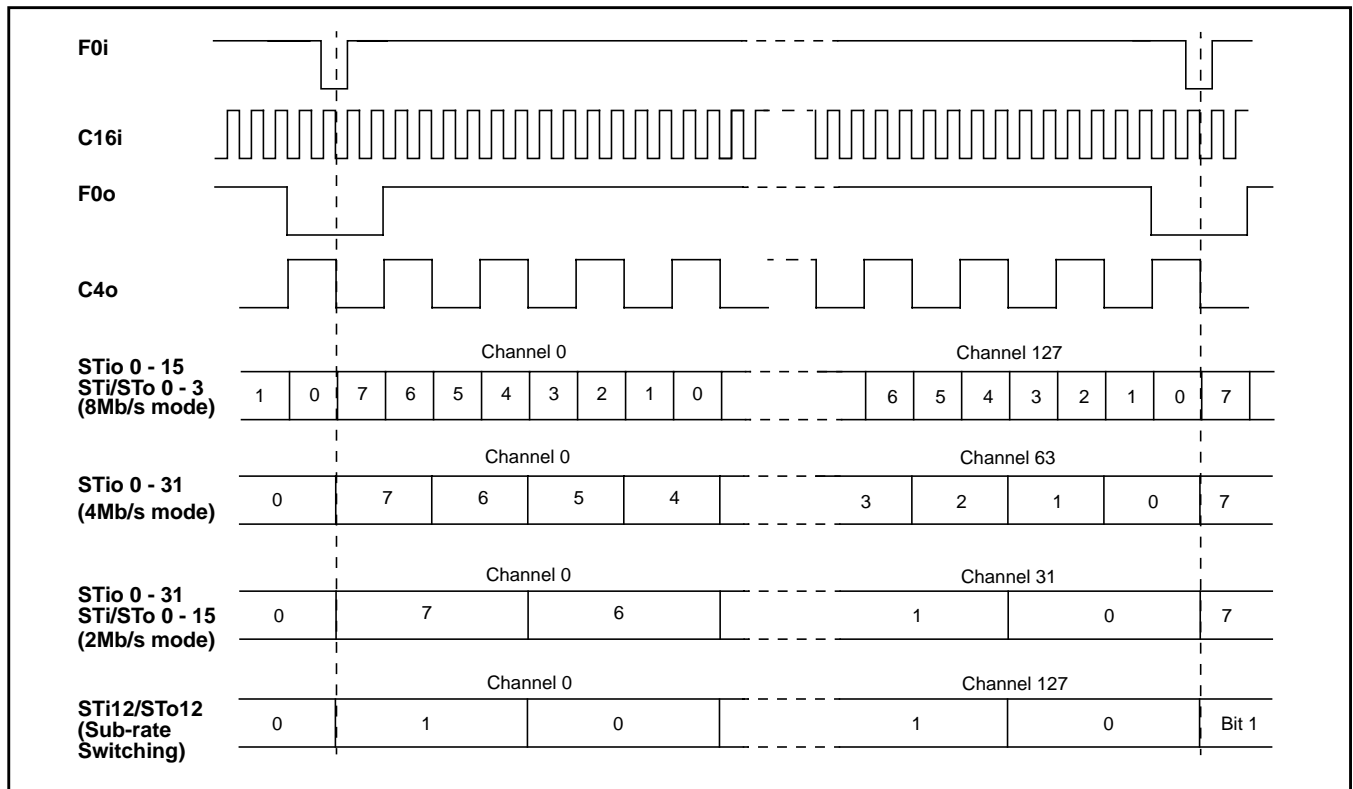 F0i
C16i
F0o
C4o
Channel 0 Channel 127
STio 0 - 15
STi/STo 0 - 3
(8Mb/s mode)
1 0 7 6 5 4 3 2 1 0 6 5 4 3 2 1 0 7
Channel 0 Channel 63
STio 0 - 31
(4Mb/s mode)
0 7 6 5 4 3 2 1 0 7
Channel 0 Channel 31
STio 0 - 31
STi/STo 0 - 15
(2Mb/s mode)
0 7 6 1 0 7
Channel 0 Channel 127
STi12/STo12
(Sub-rate
Switching)
0 1 0 1 0 Bit 1